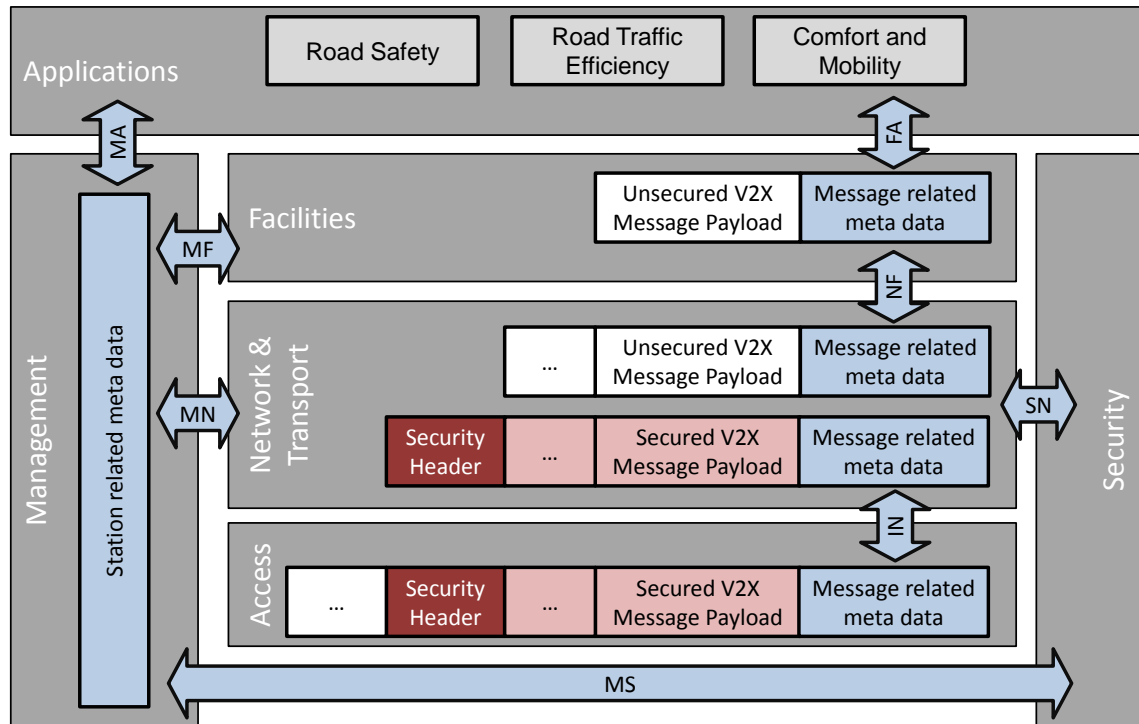 Applications
Road Safety
Road Traffic
Efficiency
Comfort and
Mobility
MA
FA
Management
Station related meta data
Facilities
Unsecured V2X
Message Payload
Message related
meta data
MF
NF
Network &
Transport
...
Unsecured V2X
Message Payload
Message related
meta data
MN
SN
Security
Header
...
Secured V2X
Message Payload
Message related
meta data
Security
IN
Access
...
Security
Header
...
Secured V2X
Message Payload
Message related
meta data
MS